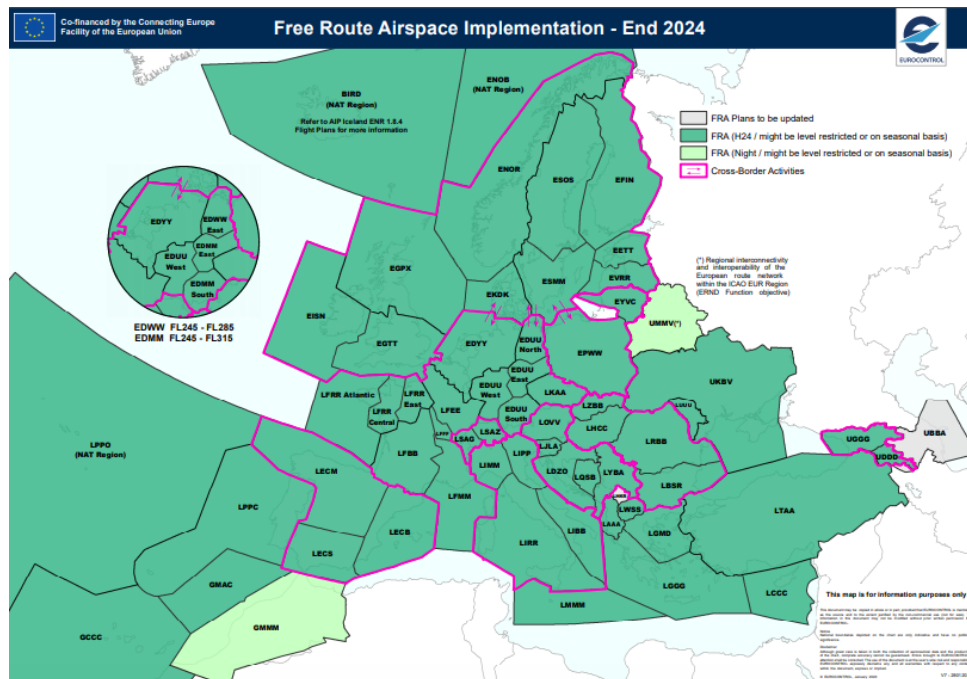 Co-financed by the Connecting Europe
Facility of the European Union
Free Route Airspace Implementation - End 2024
EUROCONTROL
BIRD
(NAT Region)
Refer to AIP Iceland ENR 1.8.4
Flight Plans for more information
ENOB
(NAT Region)
FRA Plans to be updated
FRA (H24 / might be level restricted or on seasonal basis)
FRA (Night / might be level restricted or on seasonal basis)
Cross-Border Activities
ENOR
ESOS
EFIN
EDYY
EDWW
East
EDMM
East
EDUU
West
EDMM
South
EDWW FL245 - FL285
EDMM FL245 - FL315
EETT
EVRR
EYVC
(*) Regional interconnectivity
and interoperability of the
European route network
within the ICAO EUR Region
(ERND Function objective)
EGPX
ESMM
EKDK
EISN
EGTT
UMMV(*)
EDYY
EDUU
North
EPWW
EDUU
East
EDUU
West
UKBV
LKAA
LFRR Atlantic
LFRR
East
LFRR
Central
LFEE
EDUU
South
LOVV
LZBB
LUUU
LHCC
LFFF
LSAG
LSAZ
LJLA
LRBB
UBBA
UGGG
UDDD
LPPO
(NAT Region)
LFBB
LIMM
LIPP
LDZO
LQSB
LYBA
LBSR
LECM
LFMM
LWSS
LAAA
LPPC
LTAA
LECB
LIRR
LIBB
LGMD
LECS
GMAC
LGGG
LCCC
LMMM
GCCC
GMMM
This map is for information purposes only